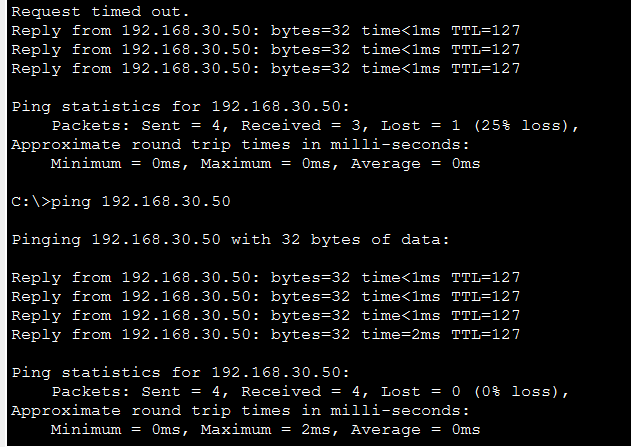 Request timed out.
Reply from 192.168.30.50: bytes=32 time<1ms TTL=127
Reply from 192.168.30.50: bytes=32 time<1ms TTL=127
Reply from 192.168.30.50: bytes=32 time<1ms TTL=127
Ping statistics for 192.168.30.50:
Packets: Sent = 4, Received = 3, Lost = 1 (25% loss),
Approximate round trip times in milli-seconds:
Minimum = 0ms, Maximum = 0ms, Average = 0ms
C:\>ping 192.168.30.50
Pinging 192.168.30.50 with 32 bytes of data:
Reply from 192.168.30.50: bytes=32 time<1ms TTL=127
Reply from 192.168.30.50: bytes=32 time<1ms TTL=127
Reply from 192.168.30.50: bytes=32 time<1ms TTL=127
Reply from 192.168.30.50: bytes=32 time=2ms TTL=127
Ping statistics for 192.168.30.50:
Packets: Sent = 4, Received = 4, Lost = 0 (0% loss),
Approximate round trip times in milli-seconds:
Minimum = 0ms, Maximum = 2ms, Average = 0ms